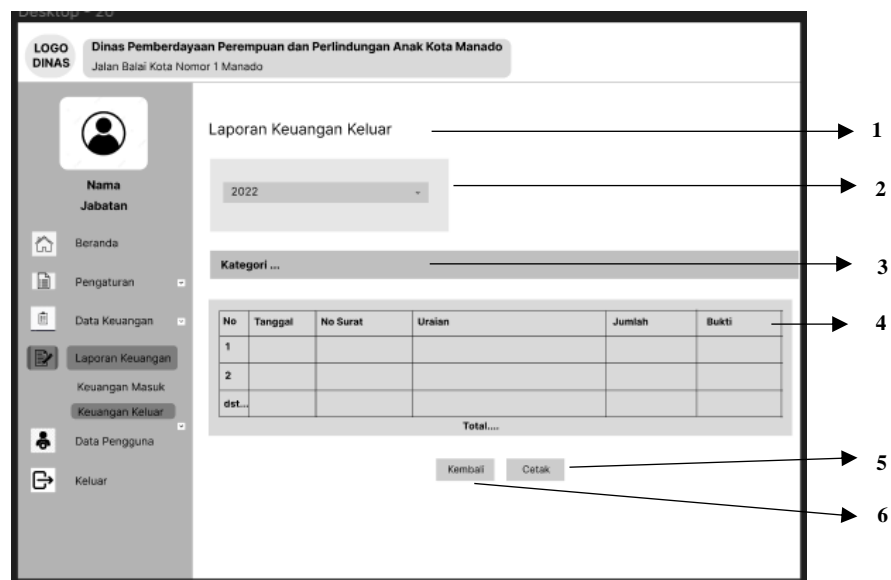 Desktop - 20
LOGO DINAS
Dinas Pemberdayaan Perempuan dan Perlindungan Anak Kota Manado
Jalan Balai Kota Nomor 1 Manado
Nama
Jabatan
Beranda
Pengaturan
Data Keuangan
Laporan Keuangan
Keuangan Masuk
Keuangan Keluar
Data Pengguna
Keluar
Laporan Keuangan Keluar
1
2022
2
Kategori ...
3
No Tanggal No Surat Uraian Jumlah Bukti
4
1
2
dst...
Total....
Kembali Cetak
5
6